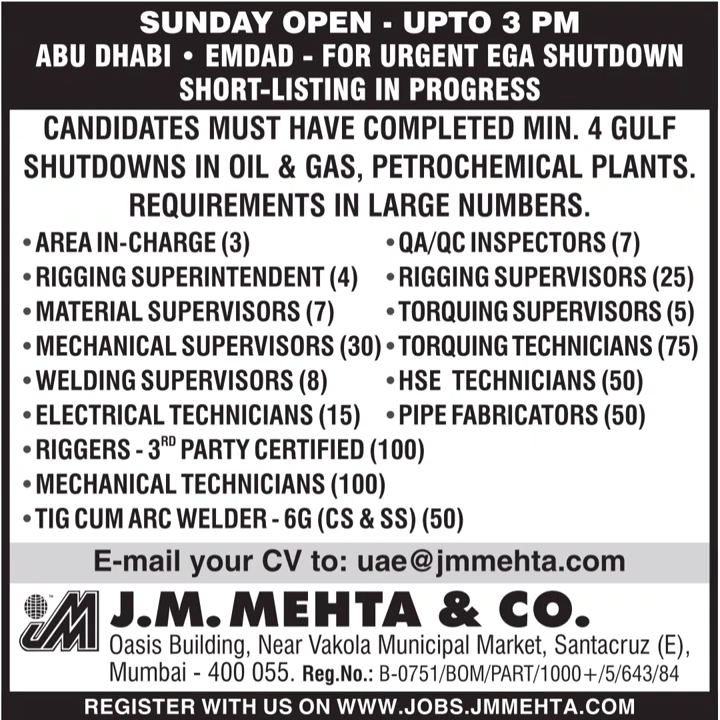 SUNDAY OPEN - UPTO 3 PM
ABU DHABI • EMDAD - FOR URGENT EGA SHUTDOWN
SHORT-LISTING IN PROGRESS
CANDIDATES MUST HAVE COMPLETED MIN. 4 GULF
SHUTDOWNS IN OIL & GAS, PETROCHEMICAL PLANTS.
REQUIREMENTS IN LARGE NUMBERS.
• AREA IN-CHARGE (3) • QA/QC INSPECTORS (7)
• RIGGING SUPERINTENDENT (4) • RIGGING SUPERVISORS (25)
• MATERIAL SUPERVISORS (7) • TORQUING SUPERVISORS (5)
• MECHANICAL SUPERVISORS (30) • TORQUING TECHNICIANS (75)
• WELDING SUPERVISORS (8) • HSE TECHNICIANS (50)
• ELECTRICAL TECHNICIANS (15) • PIPE FABRICATORS (50)
• RIGGERS - 3RD PARTY CERTIFIED (100)
• MECHANICAL TECHNICIANS (100)
• TIG CUM ARC WELDER - 6G (CS & SS) (50)
E-mail your CV to: uae@jmmehta.com
JM™ J.M. MEHTA & CO.
Oasis Building, Near Vakola Municipal Market, Santacruz (E),
Mumbai - 400 055. Reg.No.: B-0751/BOM/PART/1000+/5/643/84
REGISTER WITH US ON WWW.JOBS.JMMEHTA.COM